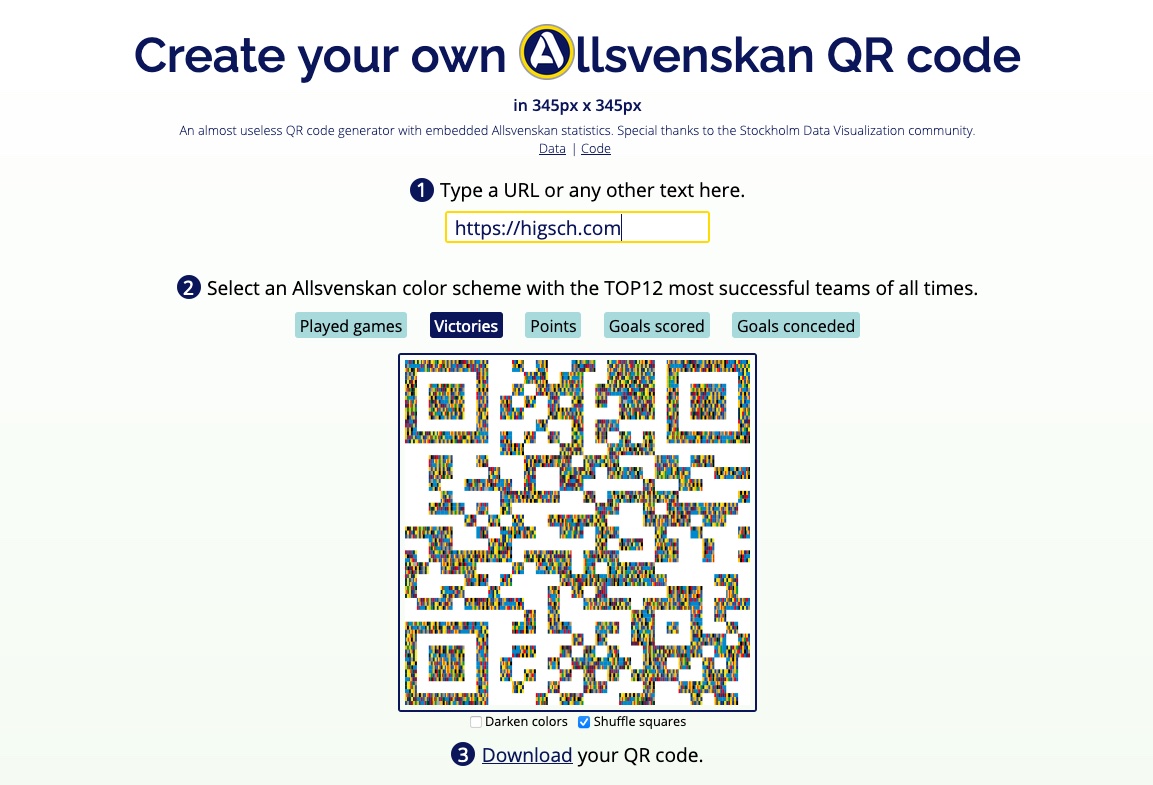 Create your own Allsvenskan QR code
in 345px x 345px
An almost useless QR code generator with embedded Allsvenskan statistics. Special thanks to the Stockholm Data Visualization community.
Data | Code
1 Type a URL or any other text here.
https://higsch.com
2 Select an Allsvenskan color scheme with the TOP12 most successful teams of all times.
Played games Victories Points Goals scored Goals conceded
Darken colors Shuffle squares
3 Download your QR code.